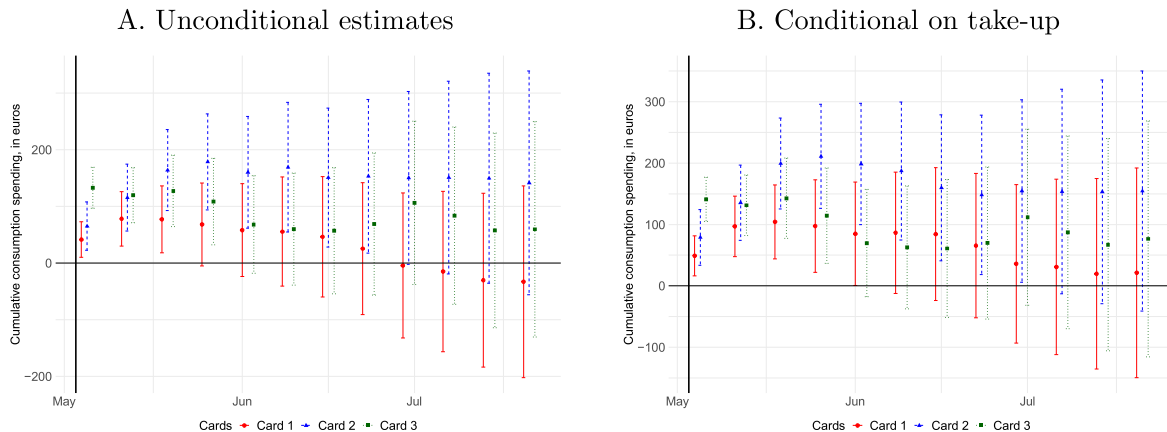 A. Unconditional estimates
Cumulative consumption spending, in euros
200
0
−200
May
Jun
Jul
Cards Card 1 Card 2 Card 3
B. Conditional on take-up
Cumulative consumption spending, in euros
300
200
100
0
−100
May
Jun
Jul
Cards Card 1 Card 2 Card 3